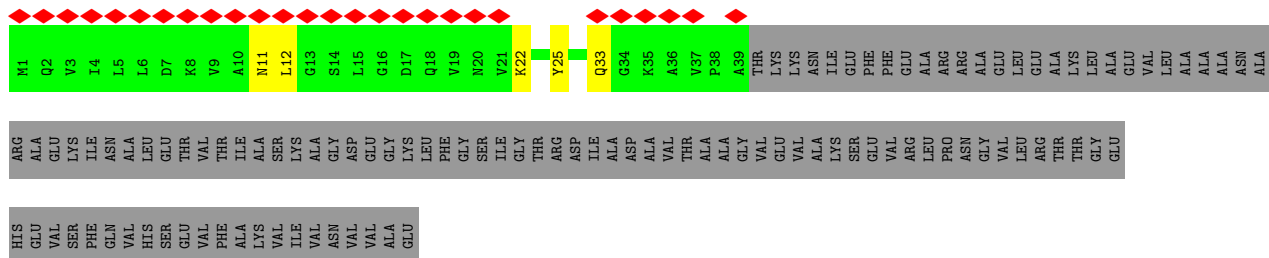 M1 Q2 V3 I4 L5 L6 D7 K8 V9 A10 N11 L12 G13 S14 L15 G16 D17 Q18 V19 N20 V21 K22 Y25 Q33 G34 K35 A36 V37 P38 A39 THR LYS LYS ASN ILE GLU PHE PHE GLU ALA ARG ARG ALA GLU LEU GLU ALA LYS LEU ALA GLU VAL LEU ALA ALA ALA ASN ALA
ARG ALA GLU LYS ILE ASN ALA LEU GLU THR VAL THR ILE ALA SER LYS ALA GLY ASP GLU GLY LYS LEU PHE GLY SER ILE GLY THR ARG ASP ILE ALA ASP ALA VAL THR ALA ALA GLY VAL GLU VAL ALA LYS SER GLU VAL ARG LEU PRO ASN GLY VAL LEU ARG THR THR GLY GLU
HIS GLU VAL SER PHE GLN VAL HIS SER GLU VAL PHE ALA LYS VAL ILE VAL ASN VAL VAL ALA GLU